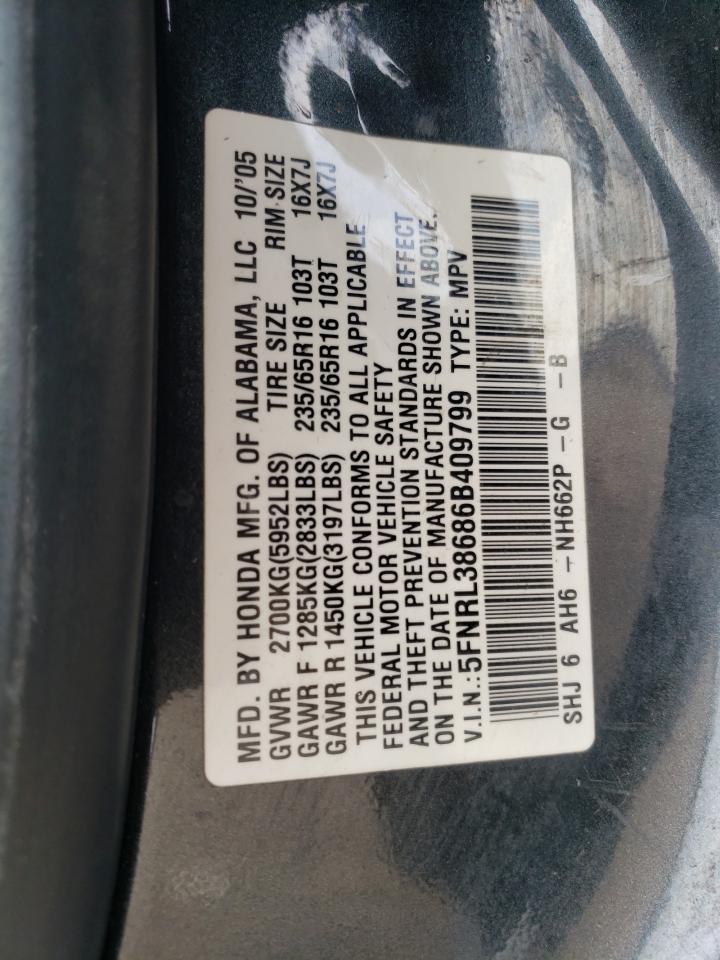 MFD. BY HONDA MFG. OF ALABAMA, LLC 10/'05
GVWR 2700KG(5952LBS) TIRE SIZE RIM SIZE
GAWR F 1285KG(2833LBS) 235/65R16 103T 16X7J
GAWR R 1450KG(3197LBS) 235/65R16 103T 16X7J
THIS VEHICLE CONFORMS TO ALL APPLICABLE
FEDERAL MOTOR VEHICLE SAFETY
AND THEFT PREVENTION STANDARDS IN EFFECT
ON THE DATE OF MANUFACTURE SHOWN ABOVE.
V.I.N.:5FNRL38686B409799 TYPE: MPV
SHJ 6 AH6 -NH662P -G -B